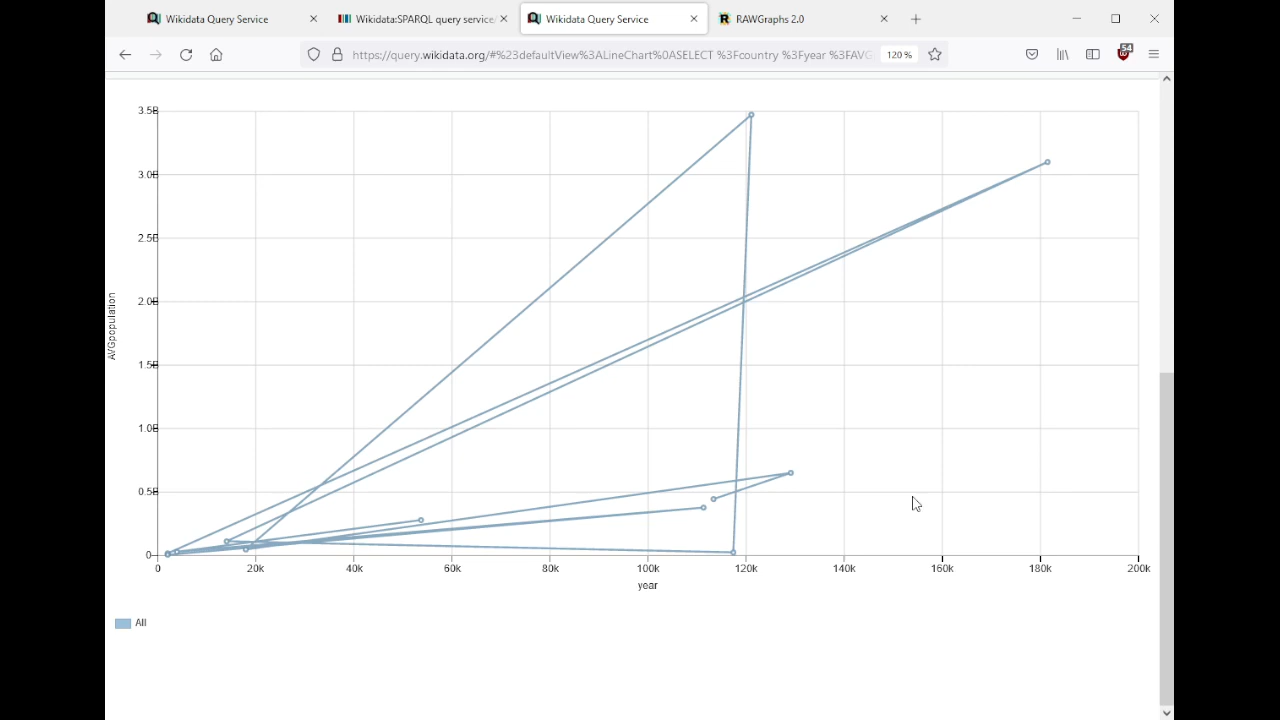 Wikidata Query Service
Wikidata:SPARQL query service
Wikidata Query Service
RAWGraphs 2.0
https://query.wikidata.org/#%23defaultView%3ALineChart%0ASELECT %3Fcountry %3Fyear %3FAVG
120 %
54
3.5B
3.0B
2.5B
2.0B
1.5B
1.0B
0.5B
0
AVGpopulation
0 20k 40k 60k 80k 100k 120k 140k 160k 180k 200k
year
All